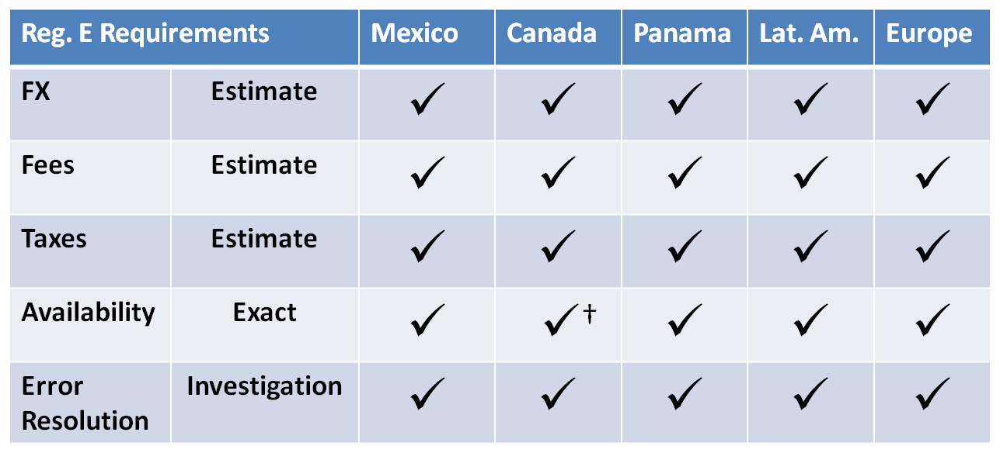 Reg. E Requirements Mexico Canada Panama Lat. Am. Europe
FX Estimate ✓ ✓ ✓ ✓ ✓
Fees Estimate ✓ ✓ ✓ ✓ ✓
Taxes Estimate ✓ ✓ ✓ ✓ ✓
Availability Exact ✓ ✓† ✓ ✓ ✓
Error Investigation ✓ ✓ ✓ ✓ ✓
Resolution